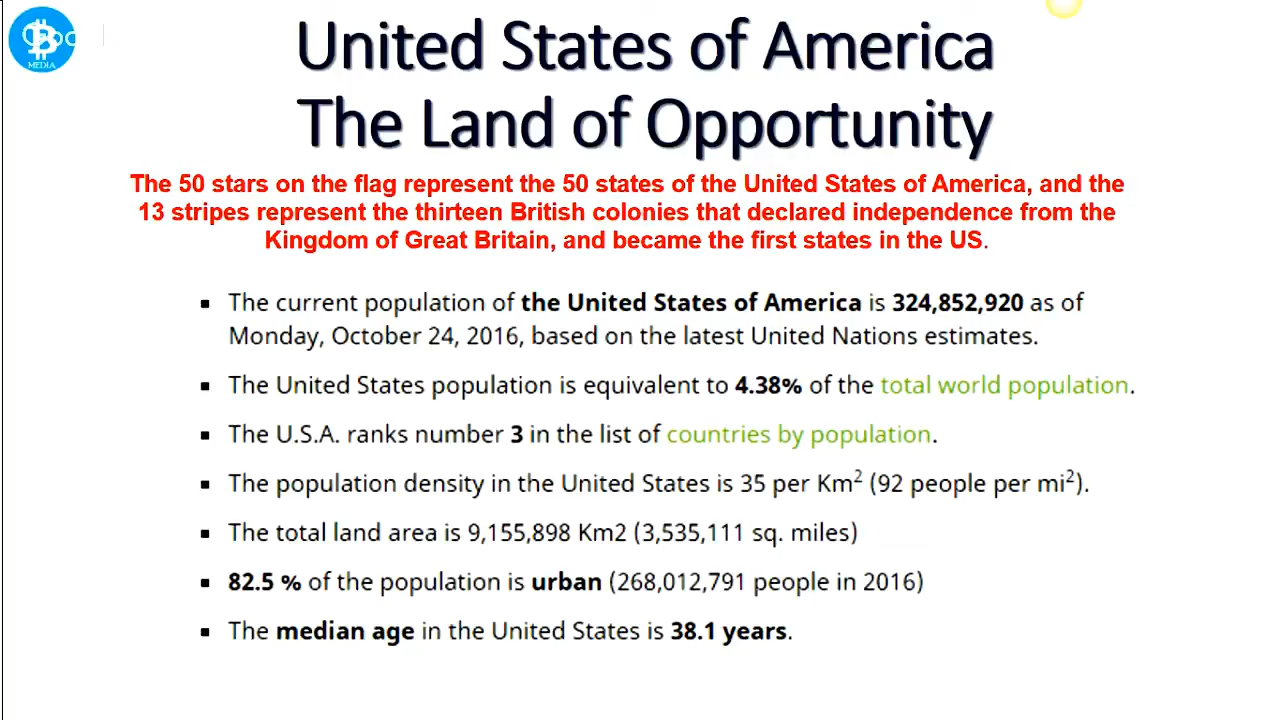 MEDIA
United States of America
The Land of Opportunity
The 50 stars on the flag represent the 50 states of the United States of America, and the
13 stripes represent the thirteen British colonies that declared independence from the
Kingdom of Great Britain, and became the first states in the US.
▪ The current population of the United States of America is 324,852,920 as of
Monday, October 24, 2016, based on the latest United Nations estimates.
▪ The United States population is equivalent to 4.38% of the total world population.
▪ The U.S.A. ranks number 3 in the list of countries by population.
▪ The population density in the United States is 35 per Km² (92 people per mi²).
▪ The total land area is 9,155,898 Km2 (3,535,111 sq. miles)
▪ 82.5 % of the population is urban (268,012,791 people in 2016)
▪ The median age in the United States is 38.1 years.